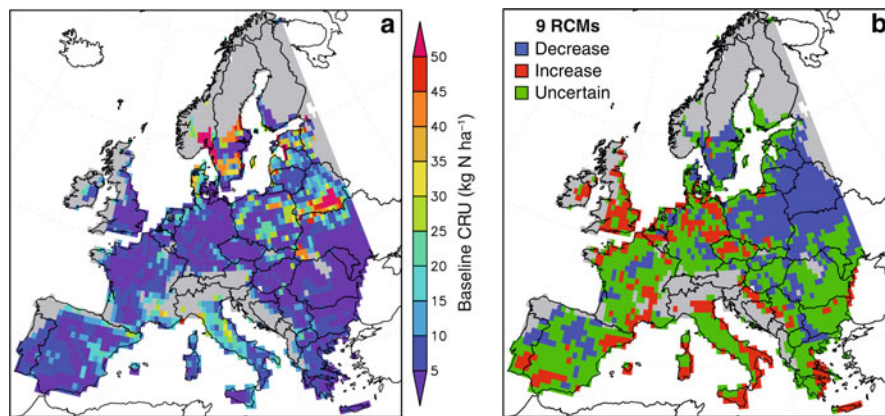 a
50
45
40
35
30
25
20
15
10
5
Baseline CRU (kg N ha⁻¹)
b
9 RCMs
Decrease
Increase
Uncertain